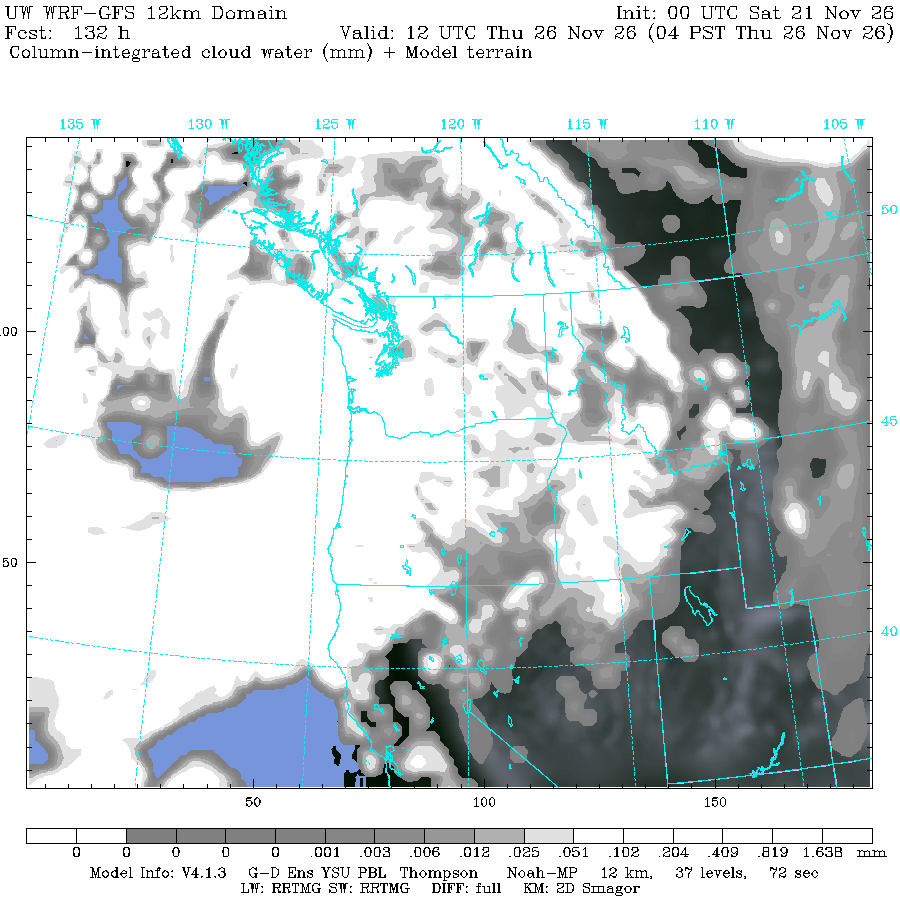 UW WRF-GFS 12km Domain Init: 00 UTC Sat 21 Nov 26
Fcst: 132 h Valid: 12 UTC Thu 26 Nov 26 (04 PST Thu 26 Nov 26)
Column-integrated cloud water (mm) + Model terrain
135 W 130 W 125 W 120 W 115 W 110 W 105 W
50
00
45
50
40
50 100 150
0 0 0 0 .001 .003 .006 .012 .025 .051 .102 .204 .409 .819 1.638 mm
Model Info: V4.1.3 G-D Ens YSU PBL Thompson Noah-MP 12 km, 37 levels, 72 sec
LW: RRTMG SW: RRTMG DIFF: full KM: 2D Smagor